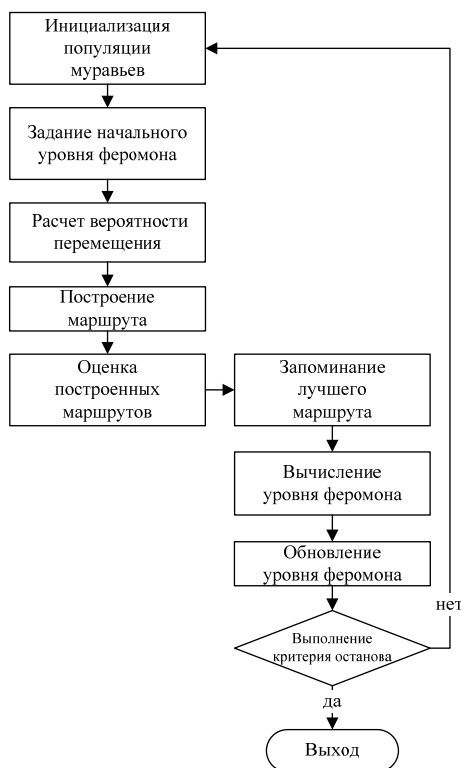 Инициализация
популяции
муравьев
Задание начального
уровня феромона
Расчет вероятности
перемещения
Построение
маршрута
Оценка
построенных
маршрутов
Запоминание
лучшего
маршрута
Вычисление
уровня феромона
Обновление
уровня феромона
Выполнение
критерия останова
нет
да
Выход